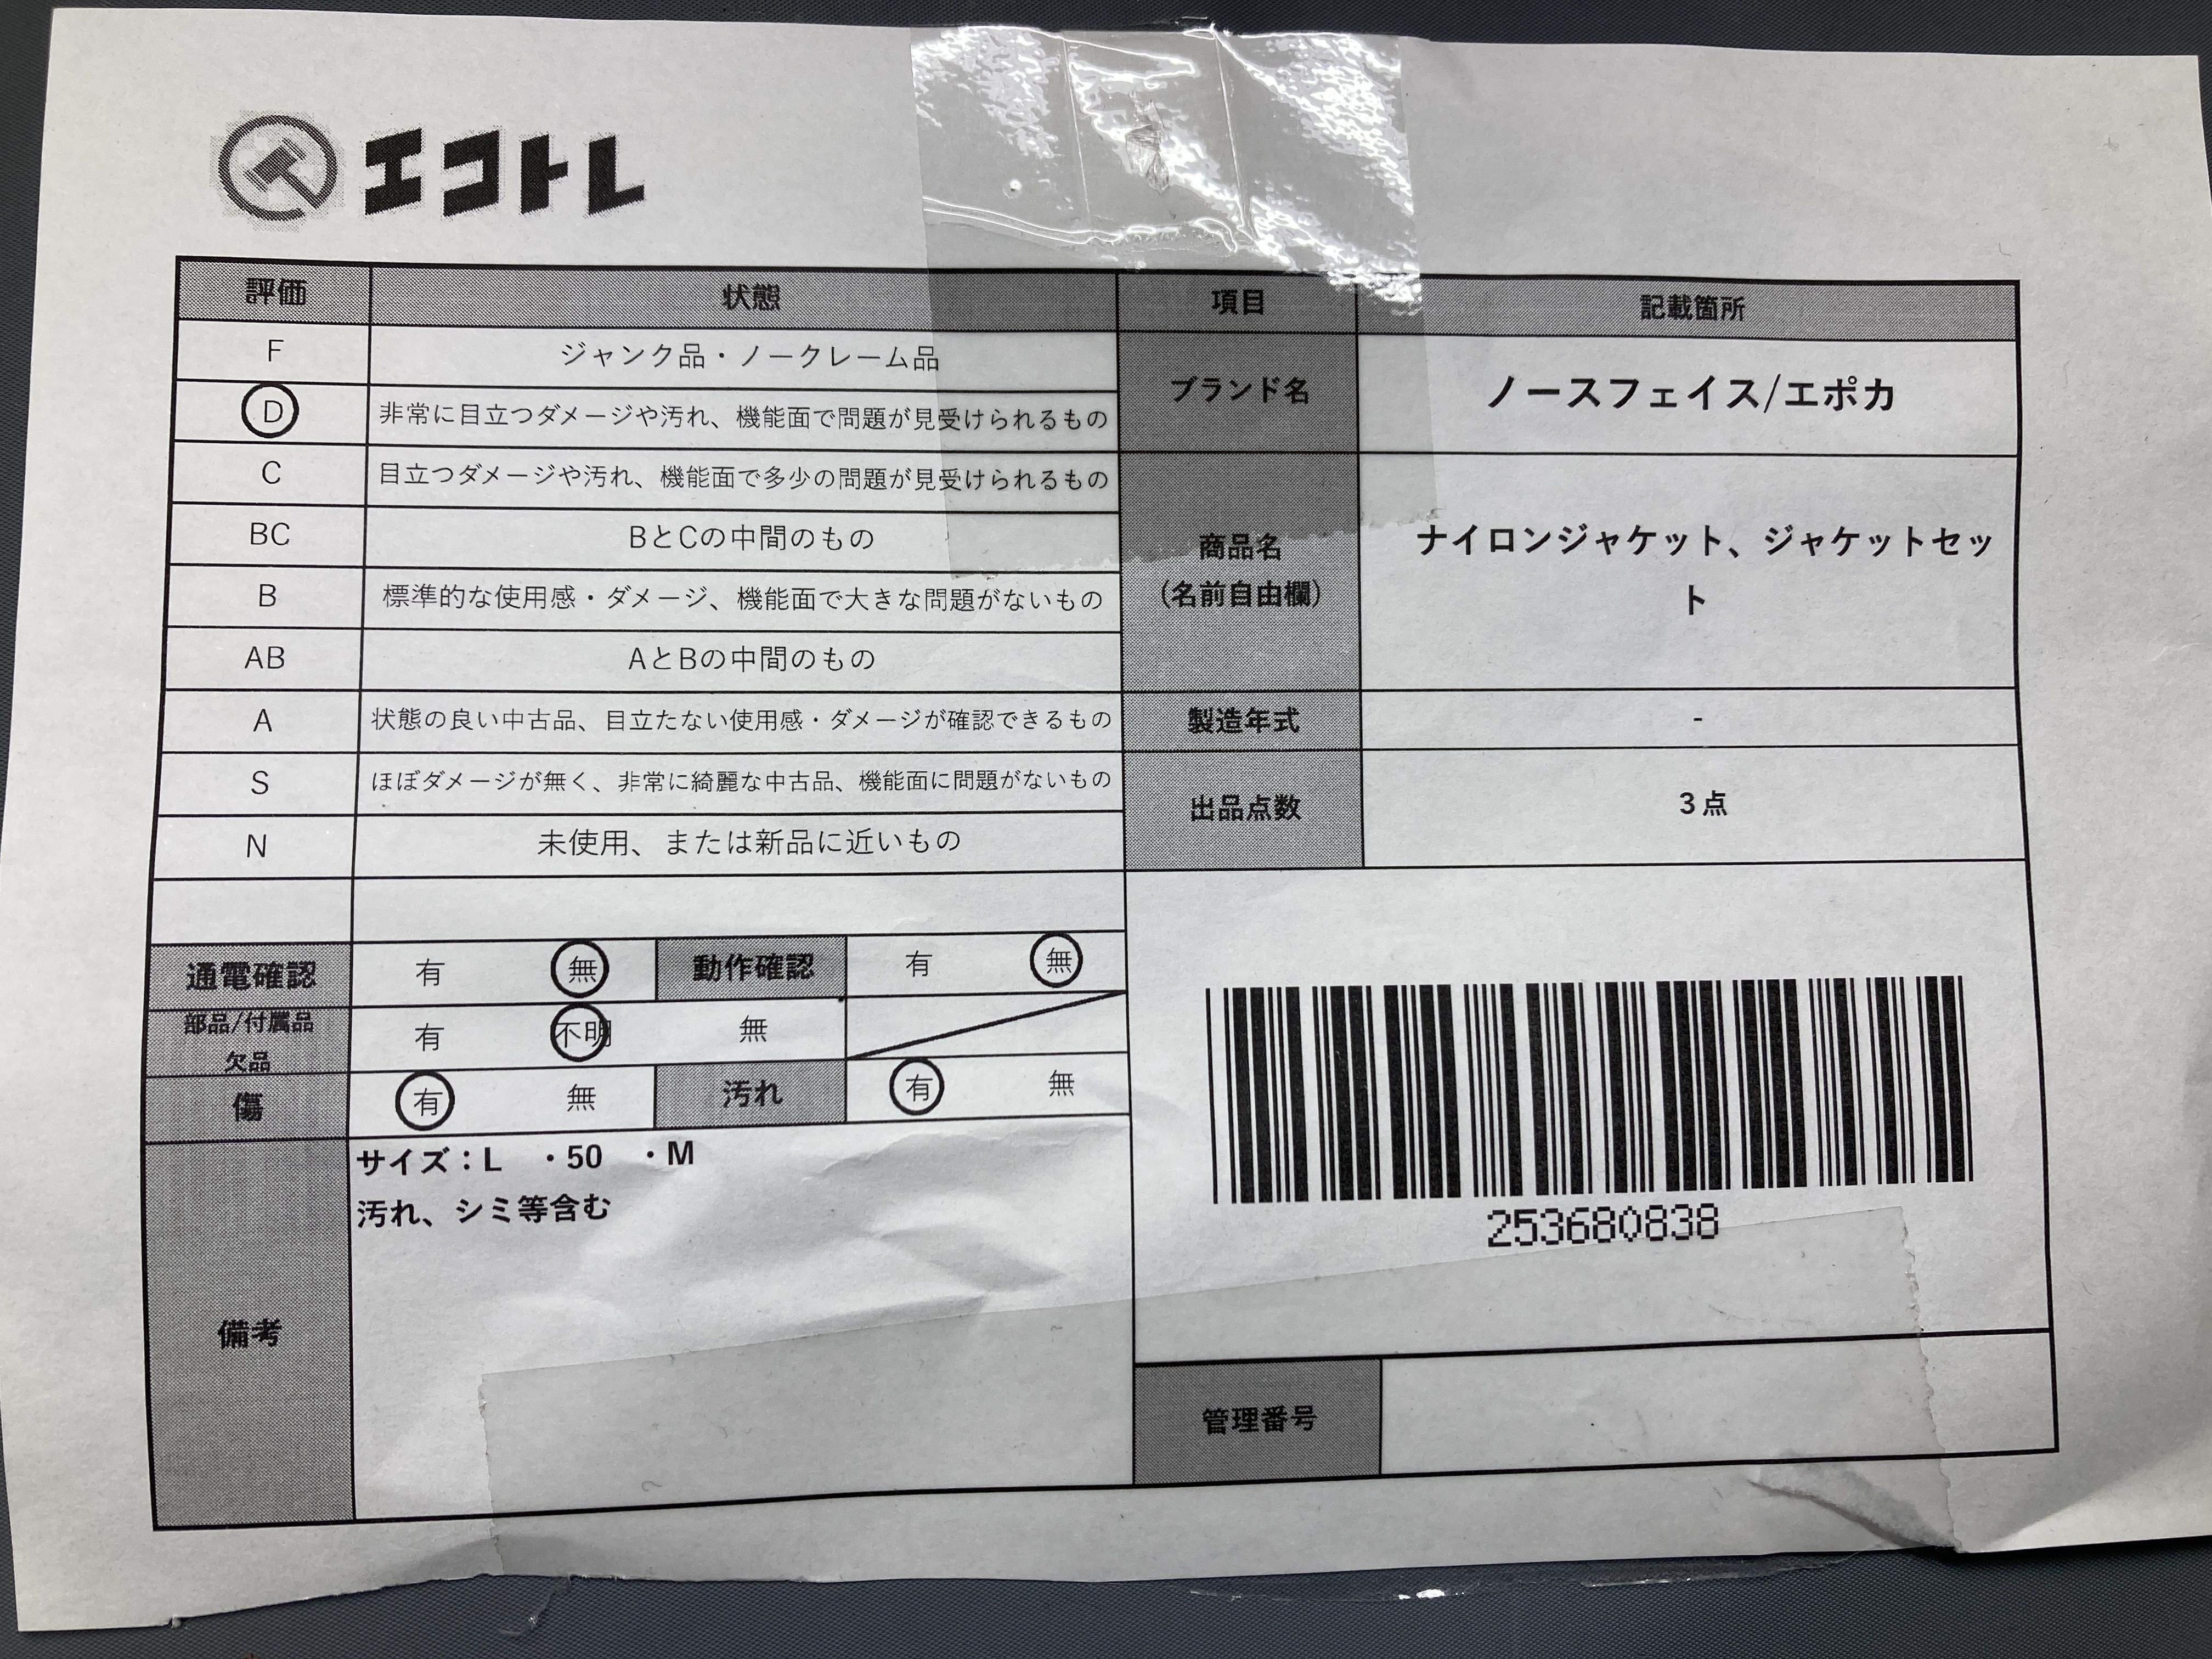 エコトレ
評価 状態 項目 記載箇所
F ジャンク品・ノークレーム品
D 非常に目立つダメージや汚れ、機能面で問題が見受けられるもの
ブランド名 ノースフェイス/エポカ
C 目立つダメージや汚れ、機能面で多少の問題が見受けられるもの
BC BとCの中間のもの
B 標準的な使用感・ダメージ、機能面で大きな問題がないもの
AB AとBの中間のもの
商品名
(名前自由欄)
ナイロンジャケット、ジャケットセッ
ト
A 状態の良い中古品、目立たない使用感・ダメージが確認できるもの
製造年式 -
S ほぼダメージが無く、非常に綺麗な中古品、機能面に問題がないもの
出品点数 3点
N 未使用、または新品に近いもの
通電確認 有 無 動作確認 有 無
部品/付属品
欠品
有 不明 無
傷 有 無 汚れ 有 無
備考
サイズ：L ・50 ・M
汚れ、シミ等含む
253680838
管理番号